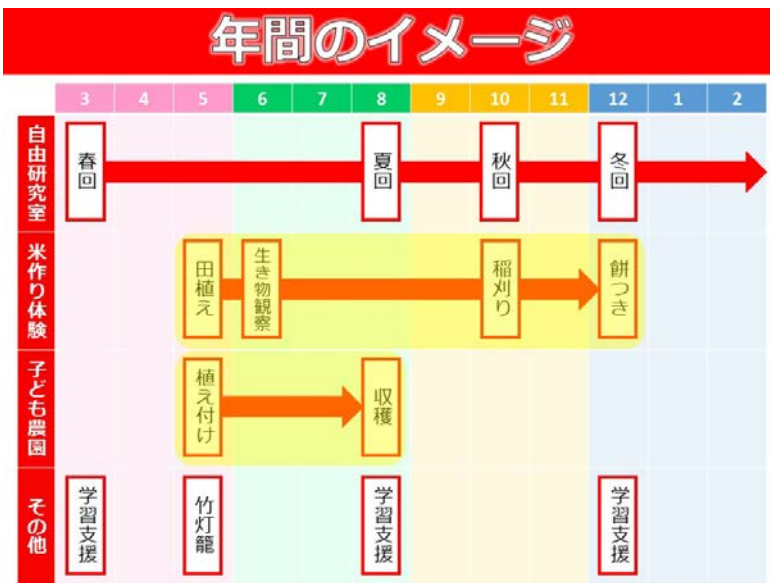 年間のイメージ
3 4 5 6 7 8 9 10 11 12 1 2
自由研究室
春回
夏回
秋回
冬回
米作り体験
田植え
生き物観察
稲刈り
餅つき
子ども農園
植え付け
収穫
その他
学習支援
竹灯籠
学習支援
学習支援